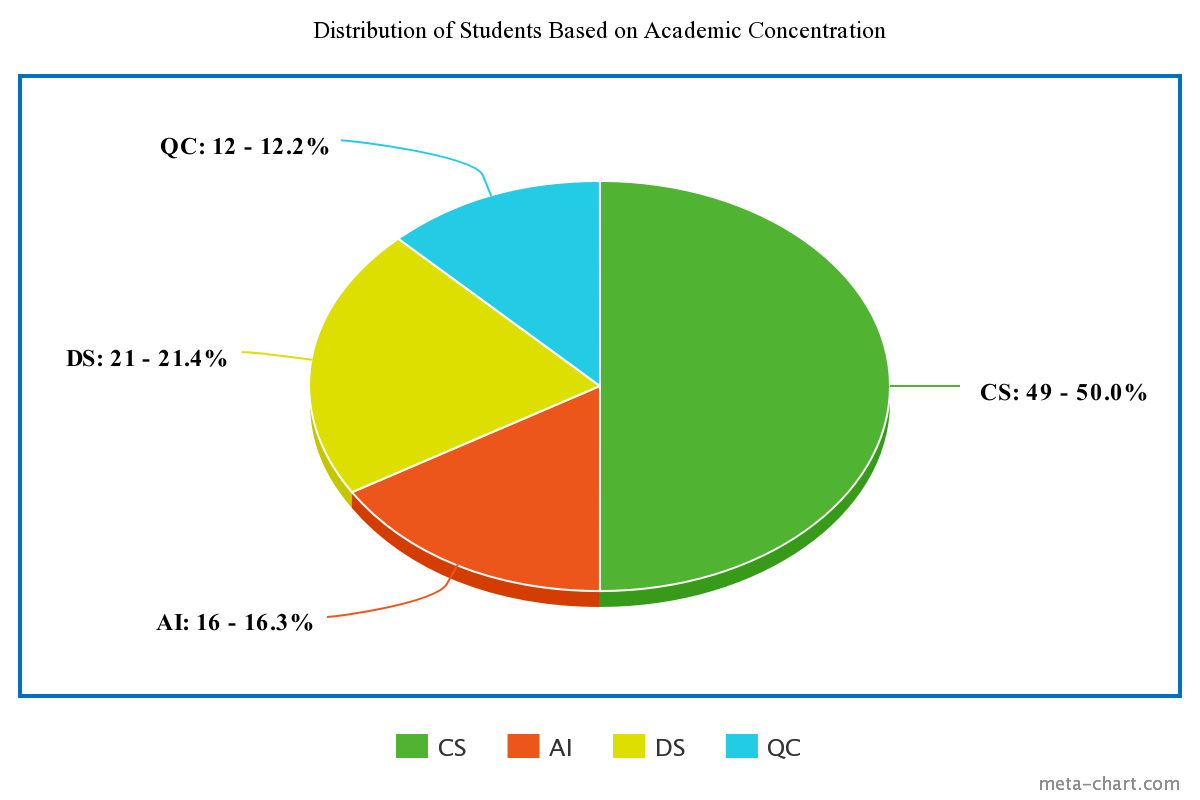 Distribution of Students Based on Academic Concentration
QC: 12 - 12.2%
DS: 21 - 21.4%
CS: 49 - 50.0%
AI: 16 - 16.3%
CS AI DS QC
meta-chart.com